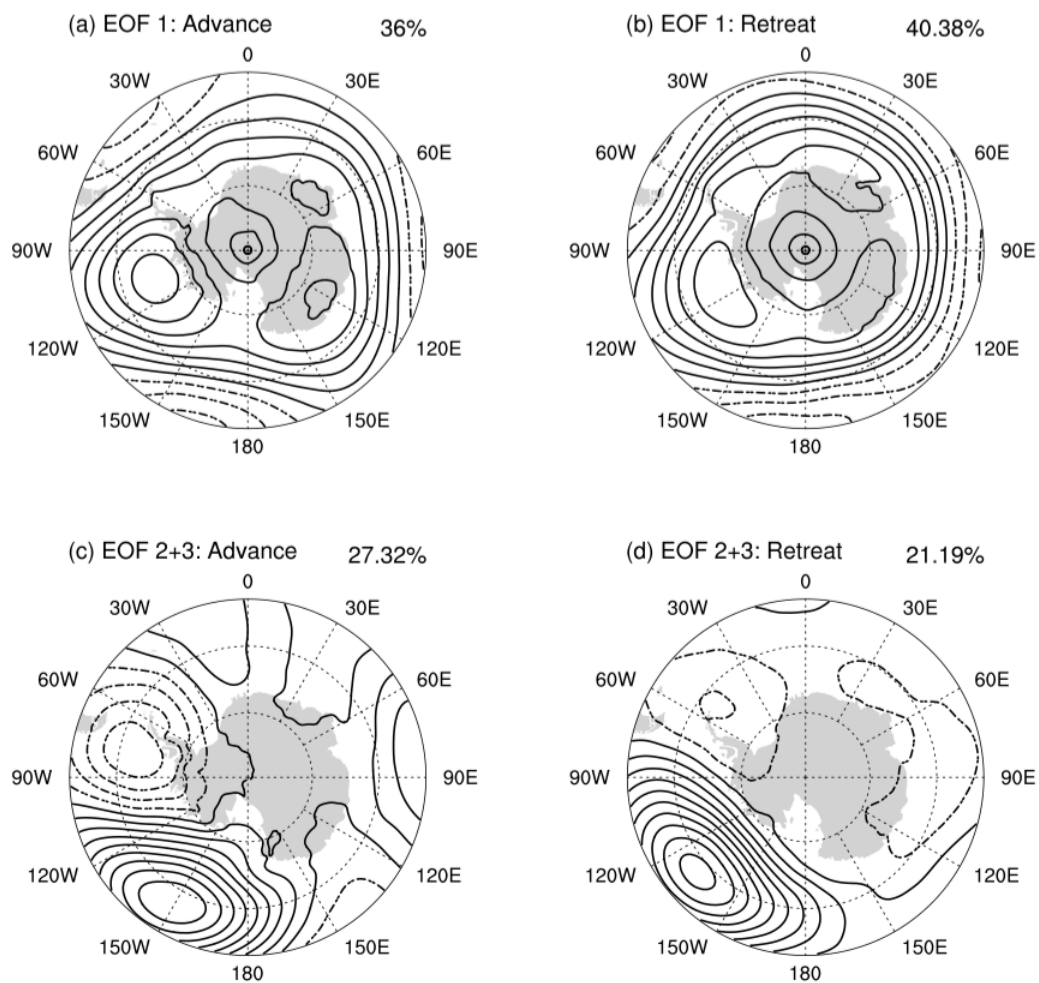 (a) EOF 1: Advance 36%
0
30W 30E
60W 60E
90W 90E
120W 120E
150W 150E
180
(b) EOF 1: Retreat 40.38%
0
30W 30E
60W 60E
90W 90E
120W 120E
150W 150E
180
(c) EOF 2+3: Advance 27.32%
0
30W 30E
60W 60E
90W 90E
120W 120E
150W 150E
180
(d) EOF 2+3: Retreat 21.19%
0
30W 30E
60W 60E
90W 90E
120W 120E
150W 150E
180